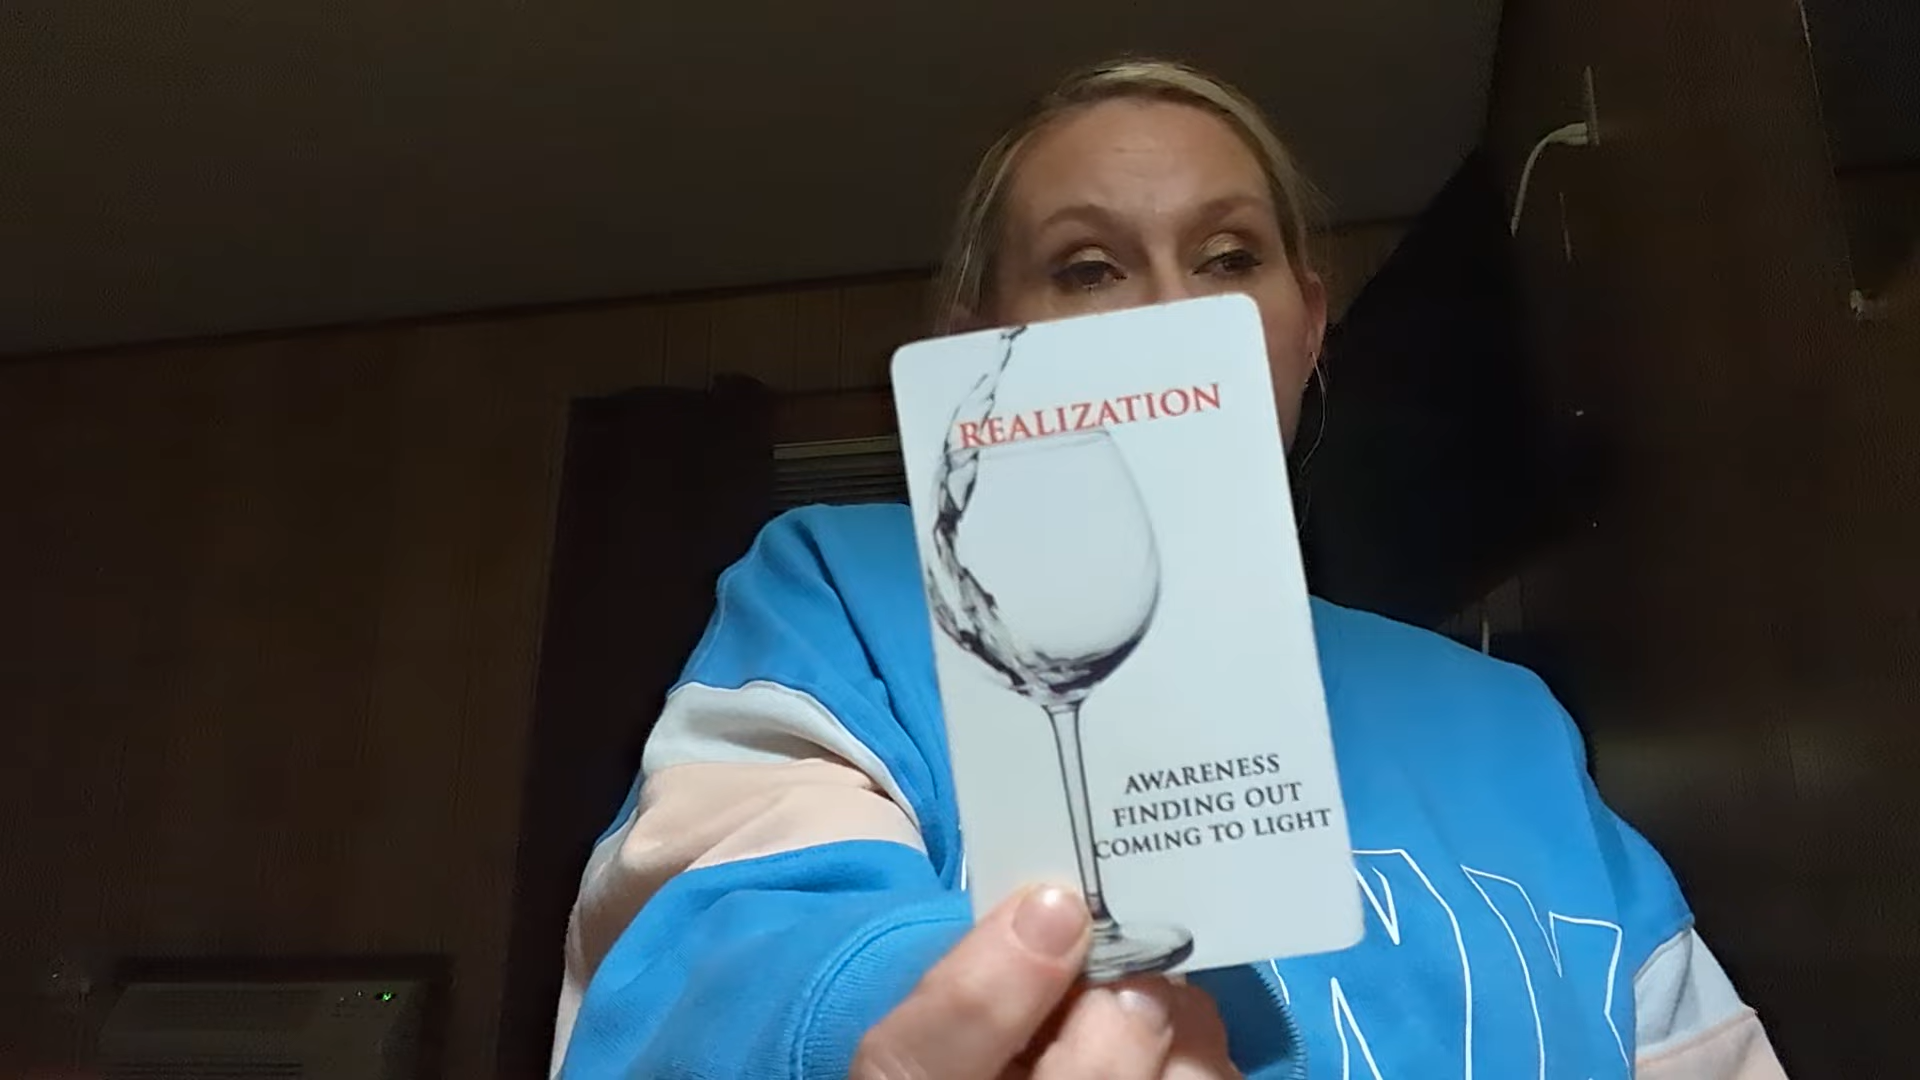 REALIZATION
AWARENESS
FINDING OUT
COMING TO LIGHT